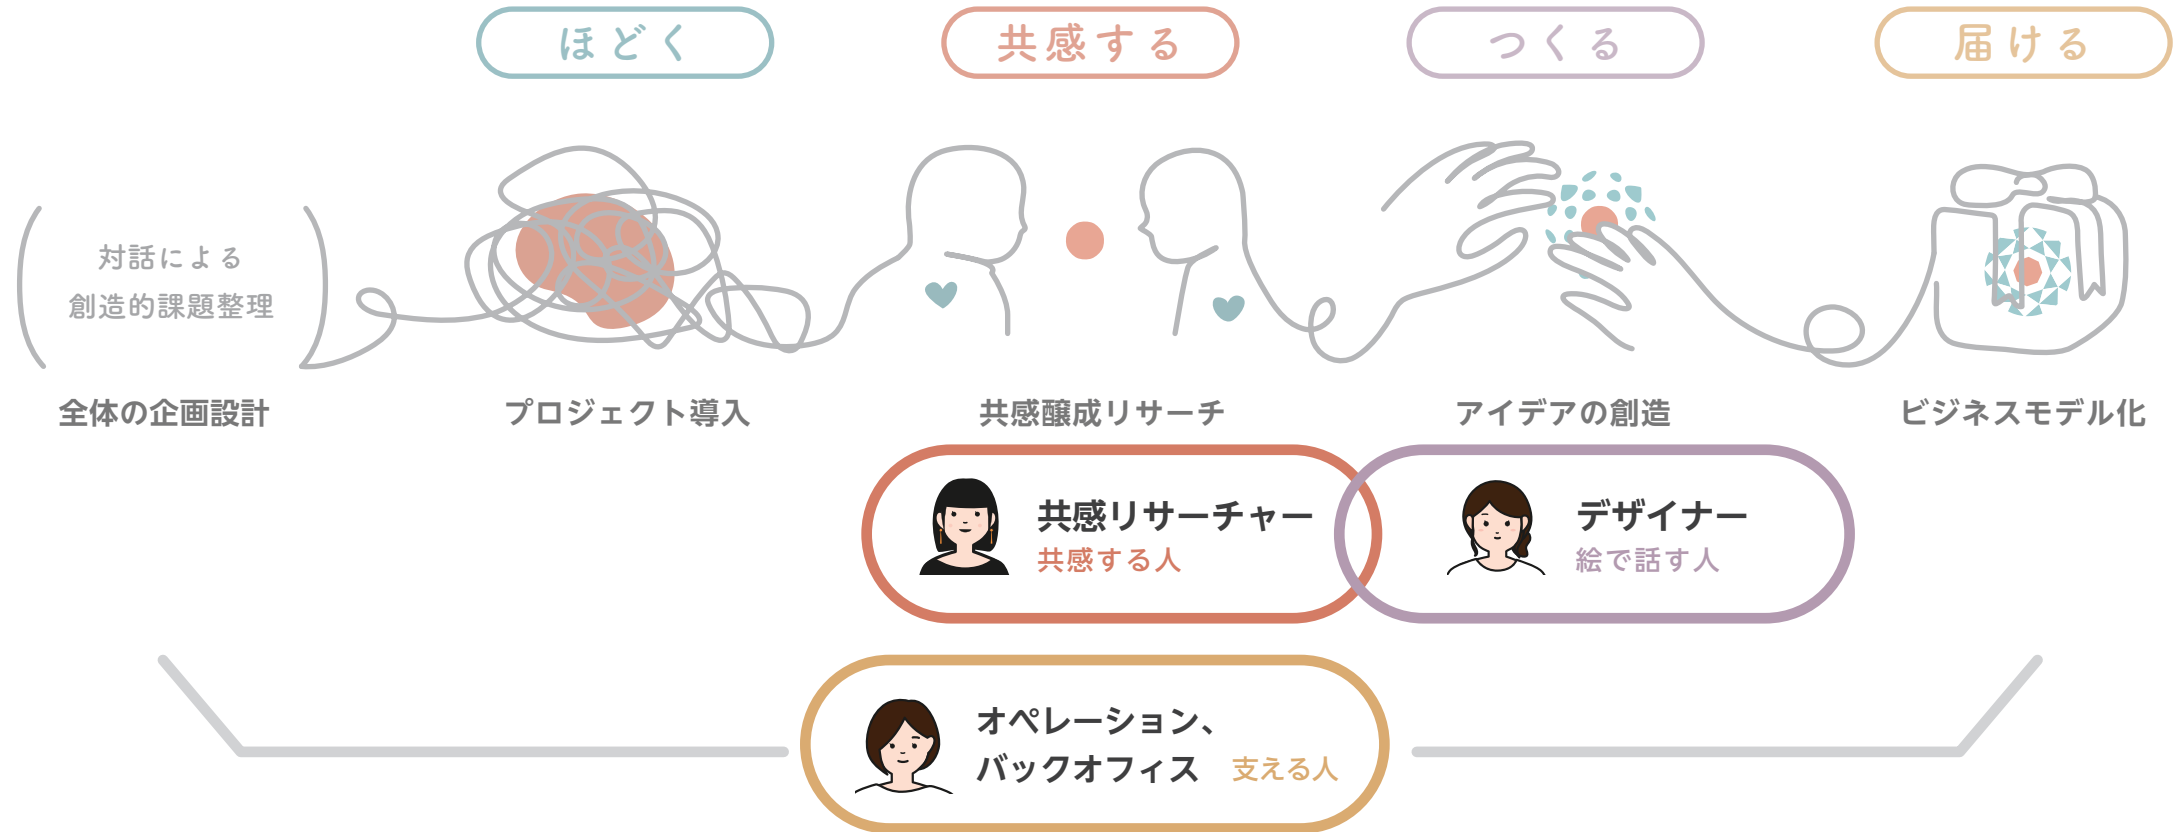 ほどく
共感する
つくる
届ける
対話による
創造的課題整理
全体の企画設計
プロジェクト導入
共感醸成リサーチ
アイデアの創造
ビジネスモデル化
共感リサーチャー
共感する人
デザイナー
絵で話す人
オペレーション、
バックオフィス 支える人